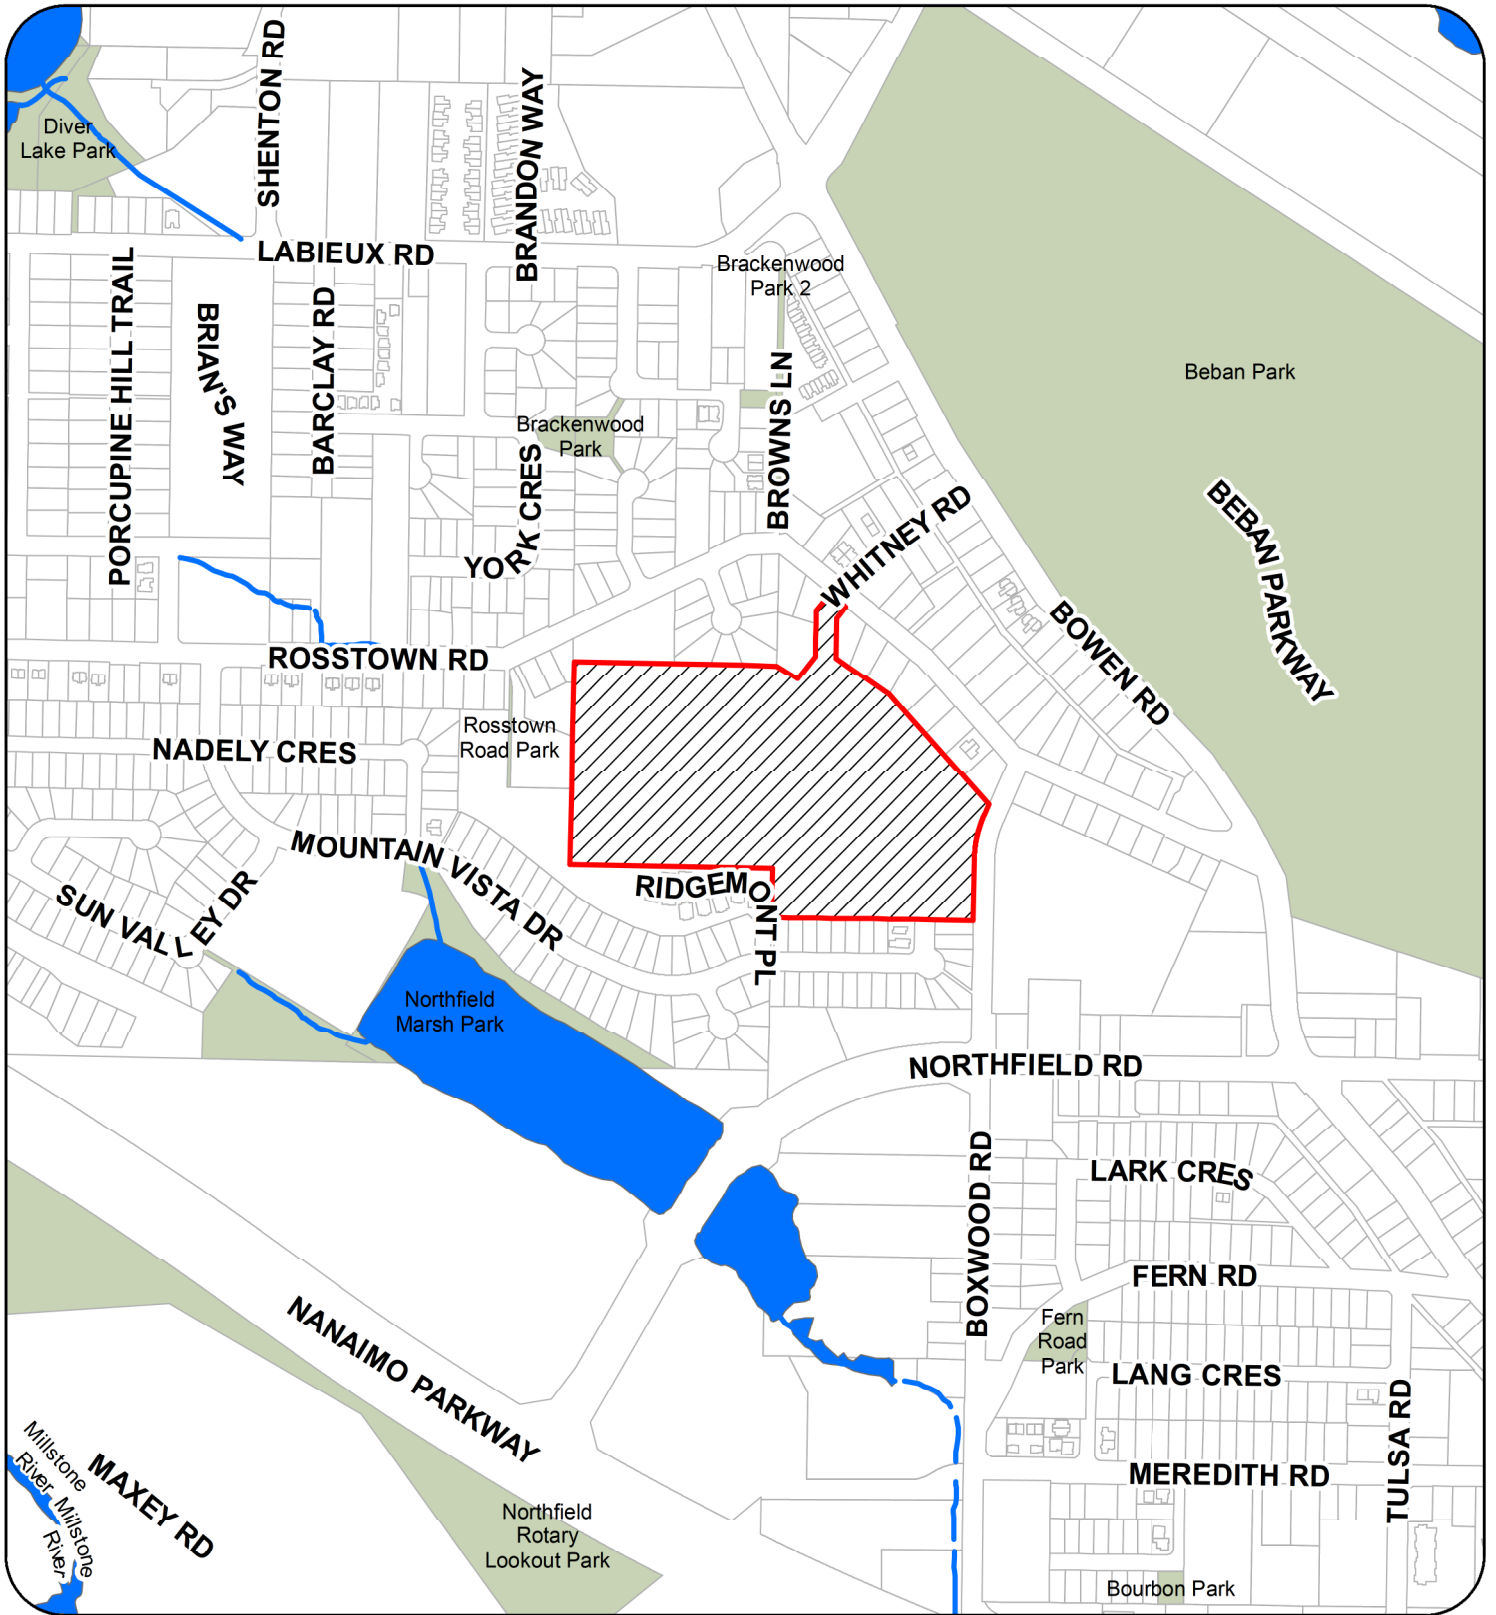 SHENTON RD
BRANDON WAY
Diver
Lake Park
LABIEUX RD
Brackenwood
Park 2
PORCUPINE HILL TRAIL
BRIAN'S WAY
BARCLAY RD
BROWNS LN
Beban Park
Brackenwood
Park
YORK CRES
WHITNEY RD
BEBAN PARKWAY
BOWEN RD
ROSSTOWN RD
Rosstown
Road Park
NADELY CRES
MOUNTAIN VISTA DR
SUN VALLEY DR
RIDGEMONT PL
Northfield
Marsh Park
NORTHFIELD RD
BOXWOOD RD
LARK CRES
FERN RD
Fern
Road
Park
LANG CRES
NANAIMO PARKWAY
TULSA RD
MEREDITH RD
Millstone
River
Millstone
River
MAXEY RD
Northfield
Rotary
Lookout Park
Bourbon Park